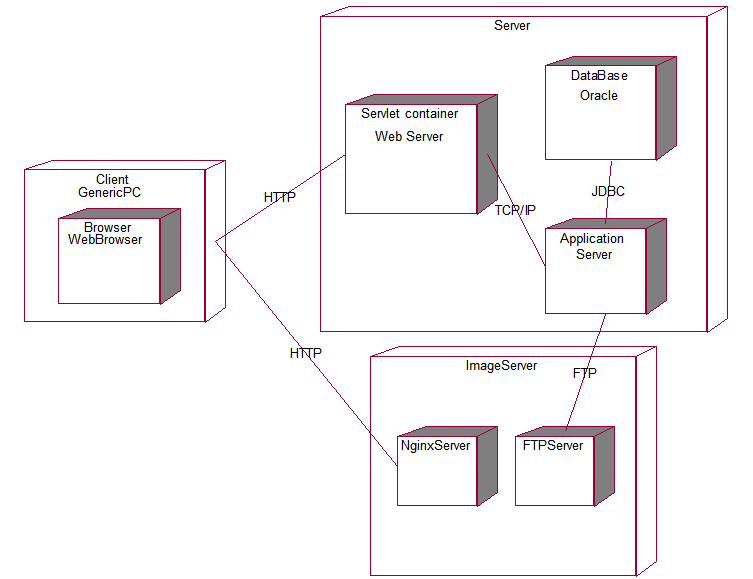 Server
DataBase
Oracle
Servlet container
Web Server
Client
GenericPC
HTTP
JDBC
TCP/IP
Browser
WebBrowser
Application
Server
HTTP
ImageServer
FTP
NginxServer
FTPServer